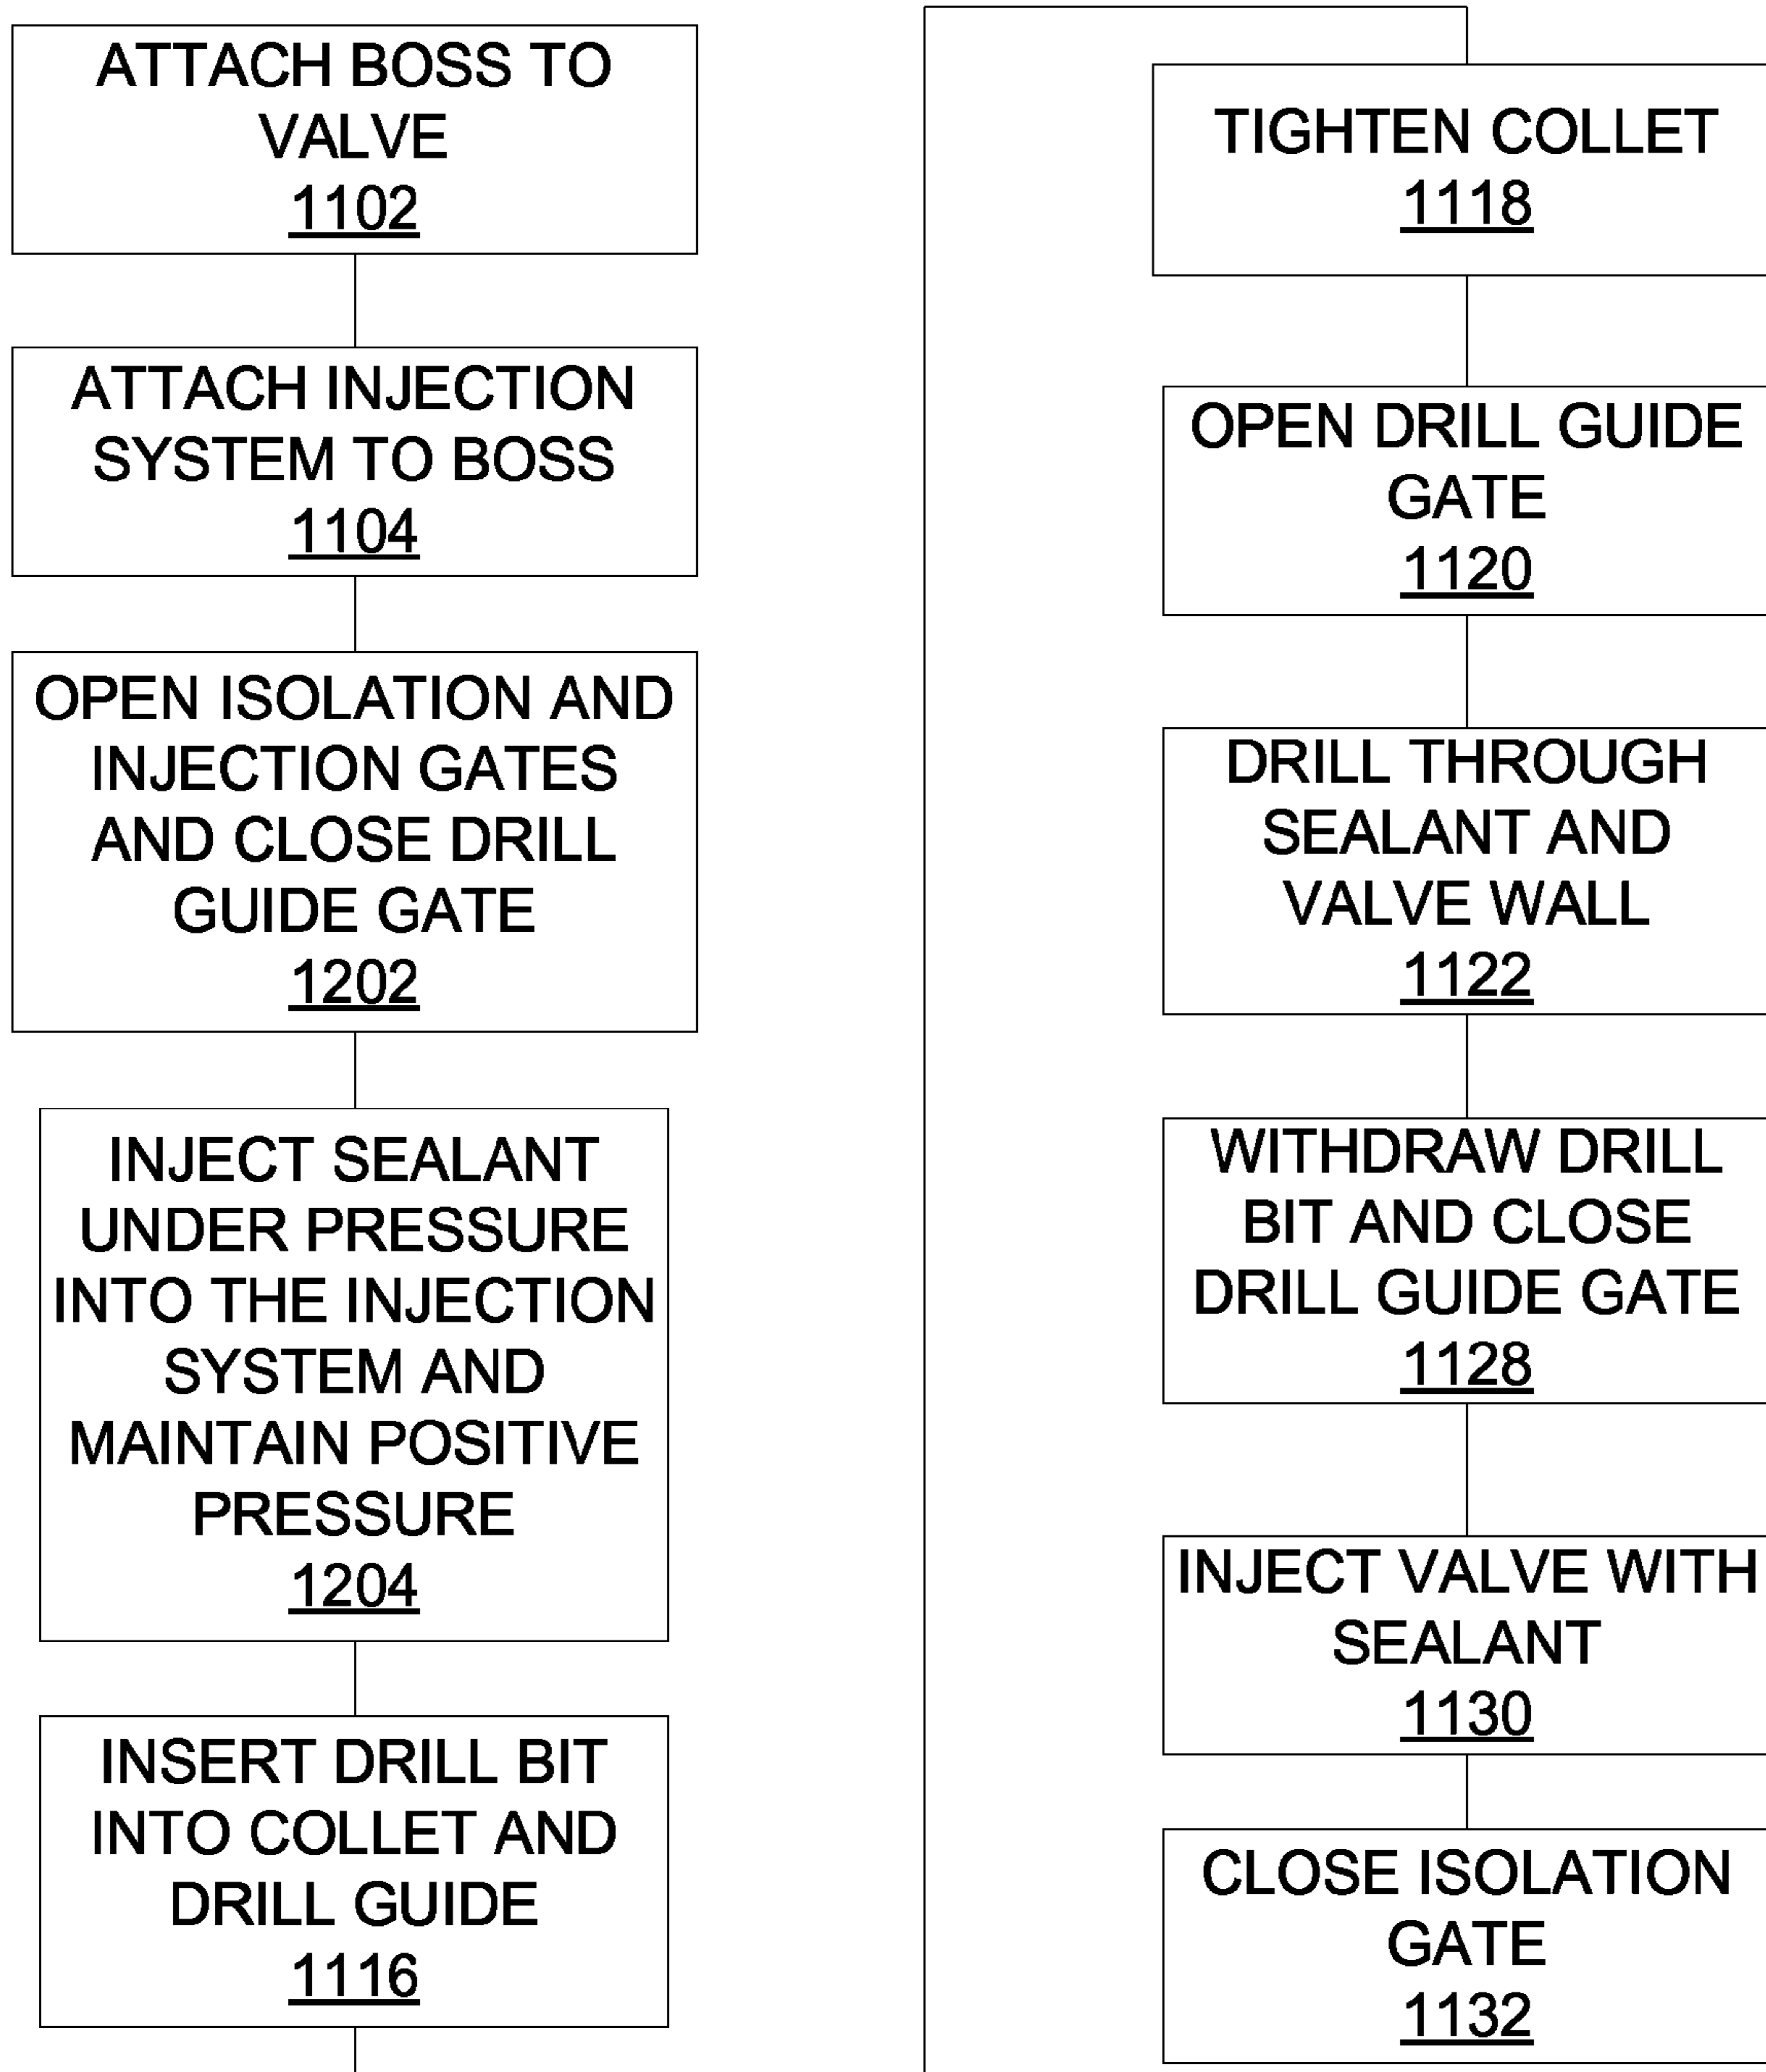 ATTACH BOSS TO
VALVE
1102
ATTACH INJECTION
SYSTEM TO BOSS
1104
OPEN ISOLATION AND
INJECTION GATES
AND CLOSE DRILL
GUIDE GATE
1202
INJECT SEALANT
UNDER PRESSURE
INTO THE INJECTION
SYSTEM AND
MAINTAIN POSITIVE
PRESSURE
1204
INSERT DRILL BIT
INTO COLLET AND
DRILL GUIDE
1116
TIGHTEN COLLET
1118
OPEN DRILL GUIDE
GATE
1120
DRILL THROUGH
SEALANT AND
VALVE WALL
1122
WITHDRAW DRILL
BIT AND CLOSE
DRILL GUIDE GATE
1128
INJECT VALVE WITH
SEALANT
1130
CLOSE ISOLATION
GATE
1132